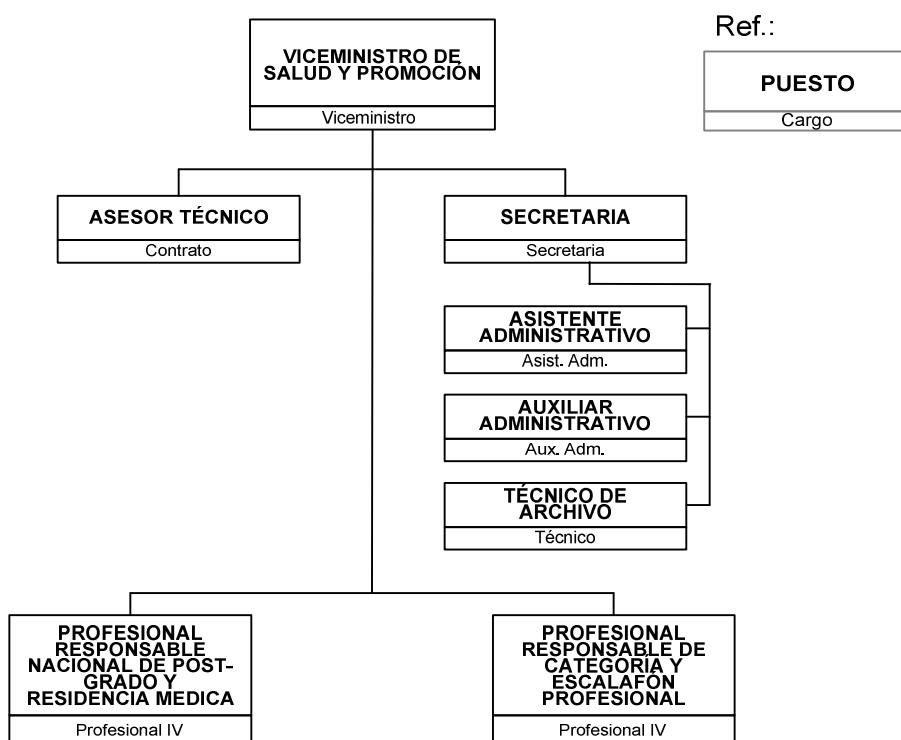 Ref.:
VICEMINISTRO DE
SALUD Y PROMOCIÓN
Viceministro
PUESTO
Cargo
ASESOR TÉCNICO
Contrato
SECRETARIA
Secretaria
ASISTENTE
ADMINISTRATIVO
Asist. Adm.
AUXILIAR
ADMINISTRATIVO
Aux. Adm.
TÉCNICO DE
ARCHIVO
Técnico
PROFESIONAL
RESPONSABLE
NACIONAL DE POST-
GRADO Y
RESIDENCIA MEDICA
Profesional IV
PROFESIONAL
RESPONSABLE DE
CATEGORÍA Y
ESCALAFÓN
PROFESIONAL
Profesional IV